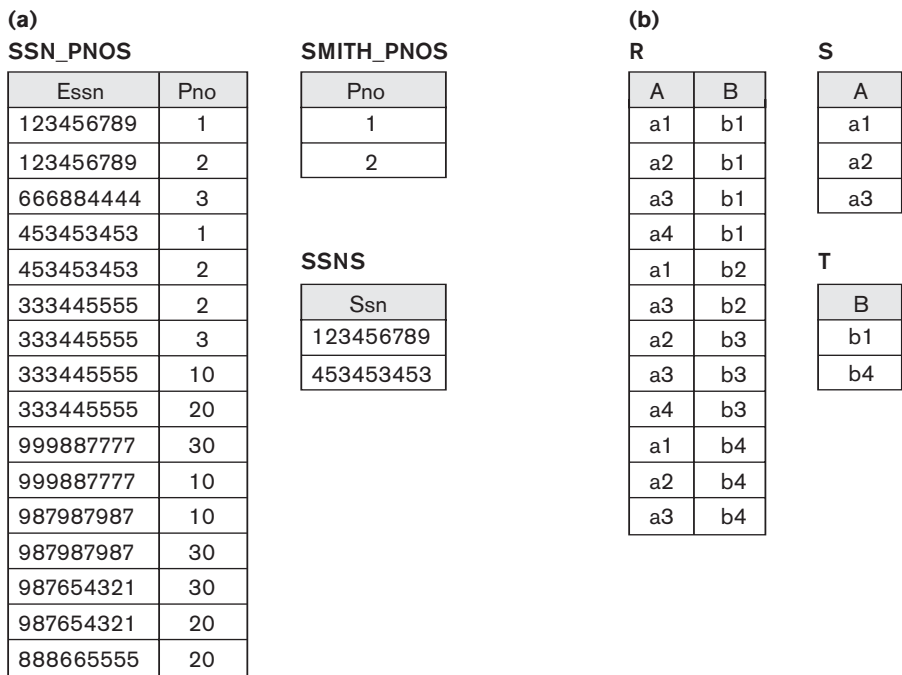 (a)
SSN_PNOS
Essn Pno
123456789 1
123456789 2
666884444 3
453453453 1
453453453 2
333445555 2
333445555 3
333445555 10
333445555 20
999887777 30
999887777 10
987987987 10
987987987 30
987654321 30
987654321 20
888665555 20
SMITH_PNOS
Pno
1
2
SSNS
Ssn
123456789
453453453
(b)
R
A B
a1 b1
a2 b1
a3 b1
a4 b1
a1 b2
a3 b2
a2 b3
a3 b3
a4 b3
a1 b4
a2 b4
a3 b4
S
A
a1
a2
a3
T
B
b1
b4